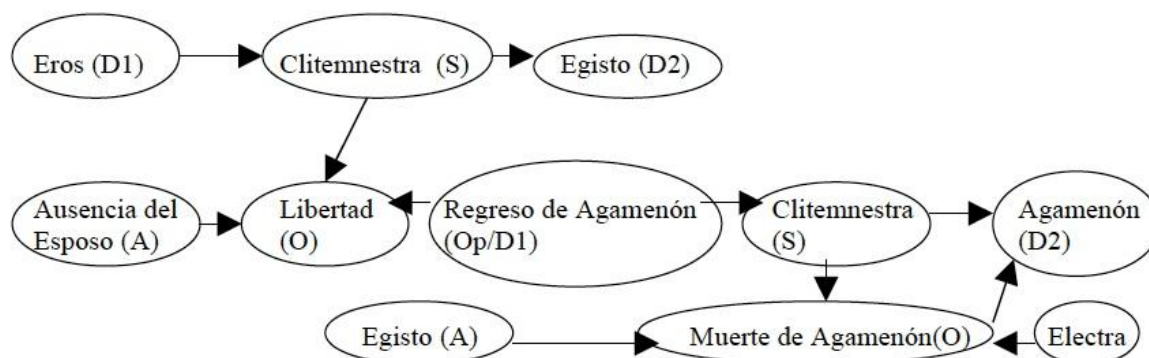 Eros (D1)
Clitemnestra (S)
Egisto (D2)
Ausencia del
Esposo (A)
Libertad
(O)
Regreso de Agamenón
(Op/D1)
Clitemnestra
(S)
Agamenón
(D2)
Egisto (A)
Muerte de Agamenón(O)
Electra